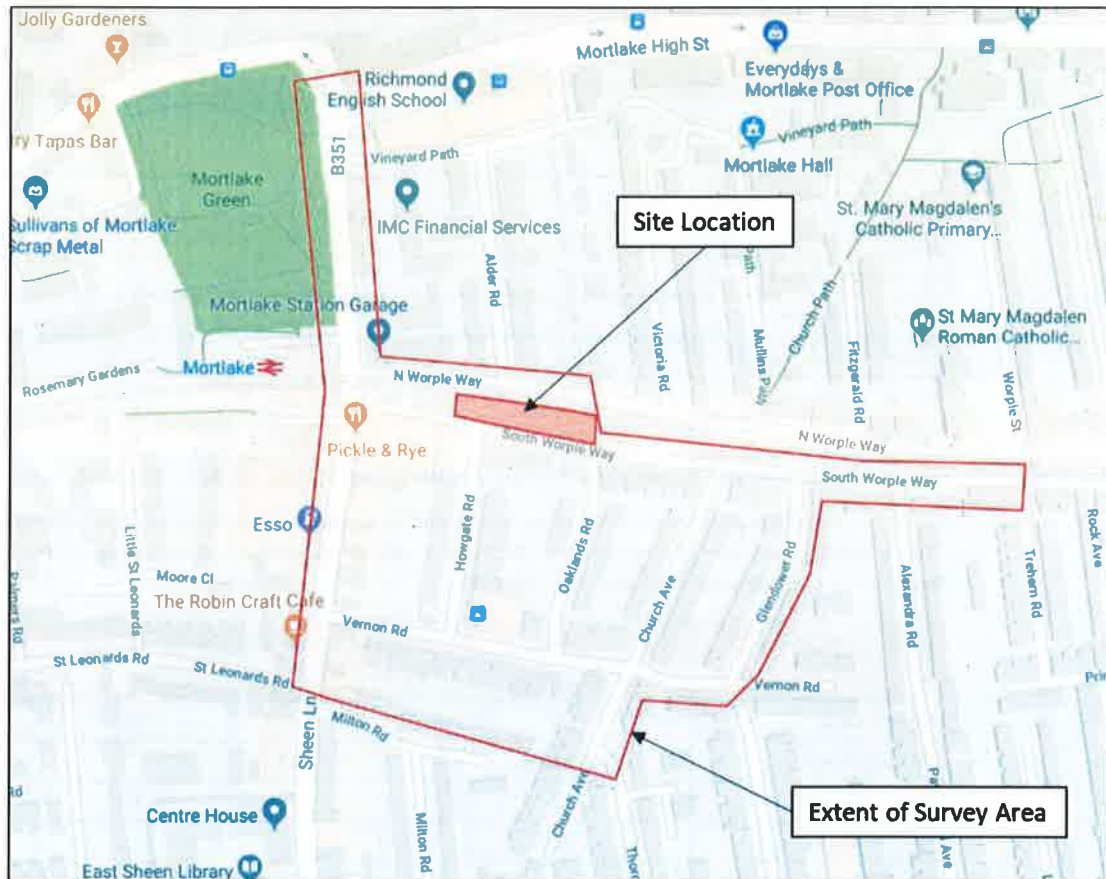 Jolly Gardeners
Mortlake High St
Richmond
English School
Everydays &
Mortlake Post Office
ry Tapas Bar
B351
Vineyard Path
Vineyard Path
Mortlake Hall
Mortlake
Green
Sullivans of Mortlake
Scrap Metal
IMC Financial Services
Site Location
St. Mary Magdalen's
Catholic Primary...
Alder Rd
Path
Church Path
Mortlake Station Garage
Victoria Rd
Mullins P
Fitzgerald Rd
St Mary Magdalen
Roman Catholic...
Worple St
Mortlake
Rosemary Gardens
N Worple Way
Pickle & Rye
South Worple Way
N Worple Way
South Worple Way
Esso
Howgate Rd
Oaklands Rd
Church Ave
Glendower Rd
Alexandra Rd
Trehern Rd
Rock Ave
Little St Leonards
Moore Cl
The Robin Craft Cafe
Palmers Rd
Vernon Rd
St Leonards Rd
St Leonards Rd
Vernon Rd
Prin
Sheen Ln
Milton Rd
Church Ave
Extent of Survey Area
Centre House
Milton Rd
Thorn
Ave
East Sheen Library